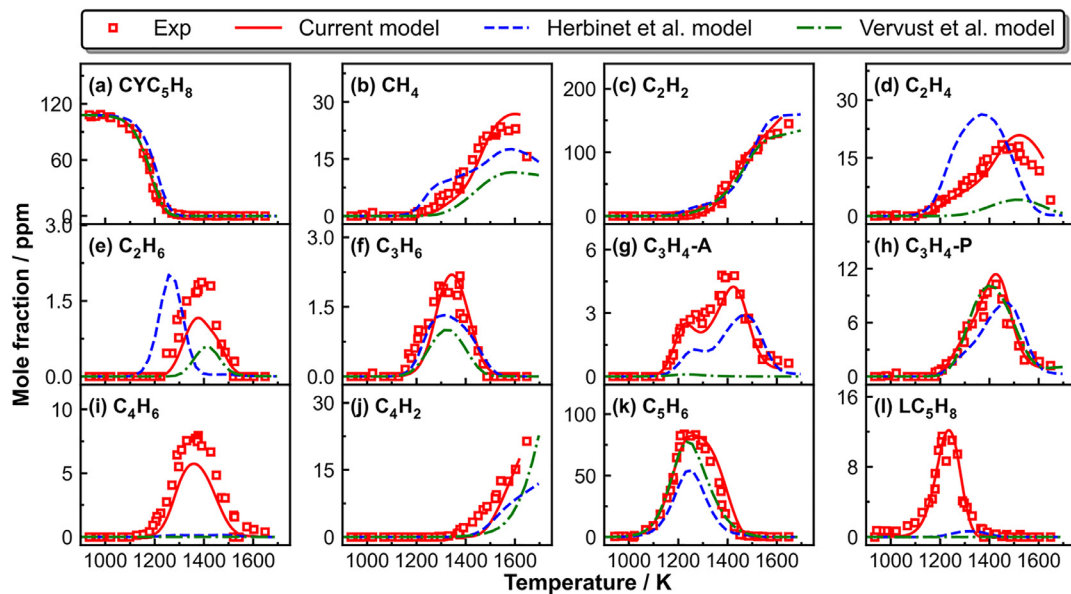 Exp Current model Herbinet et al. model Vervust et al. model
(a) CYC₅H₈ (b) CH₄ (c) C₂H₂ (d) C₂H₄
120 30 200 30
60 15 100 15
0 0 0 0
(e) C₂H₆ (f) C₃H₆ (g) C₃H₄-A (h) C₃H₄-P
3.0 3.0 6 12
1.5 1.5 3 6
0.0 0.0 0 0
(i) C₄H₆ (j) C₄H₂ (k) C₅H₆ (l) LC₅H₈
10 30 100 16
5 15 50 8
0 0 0 0
1000 1200 1400 1600 1000 1200 1400 1600 1000 1200 1400 1600 1000 1200 1400 1600
Mole fraction / ppm
Temperature / K